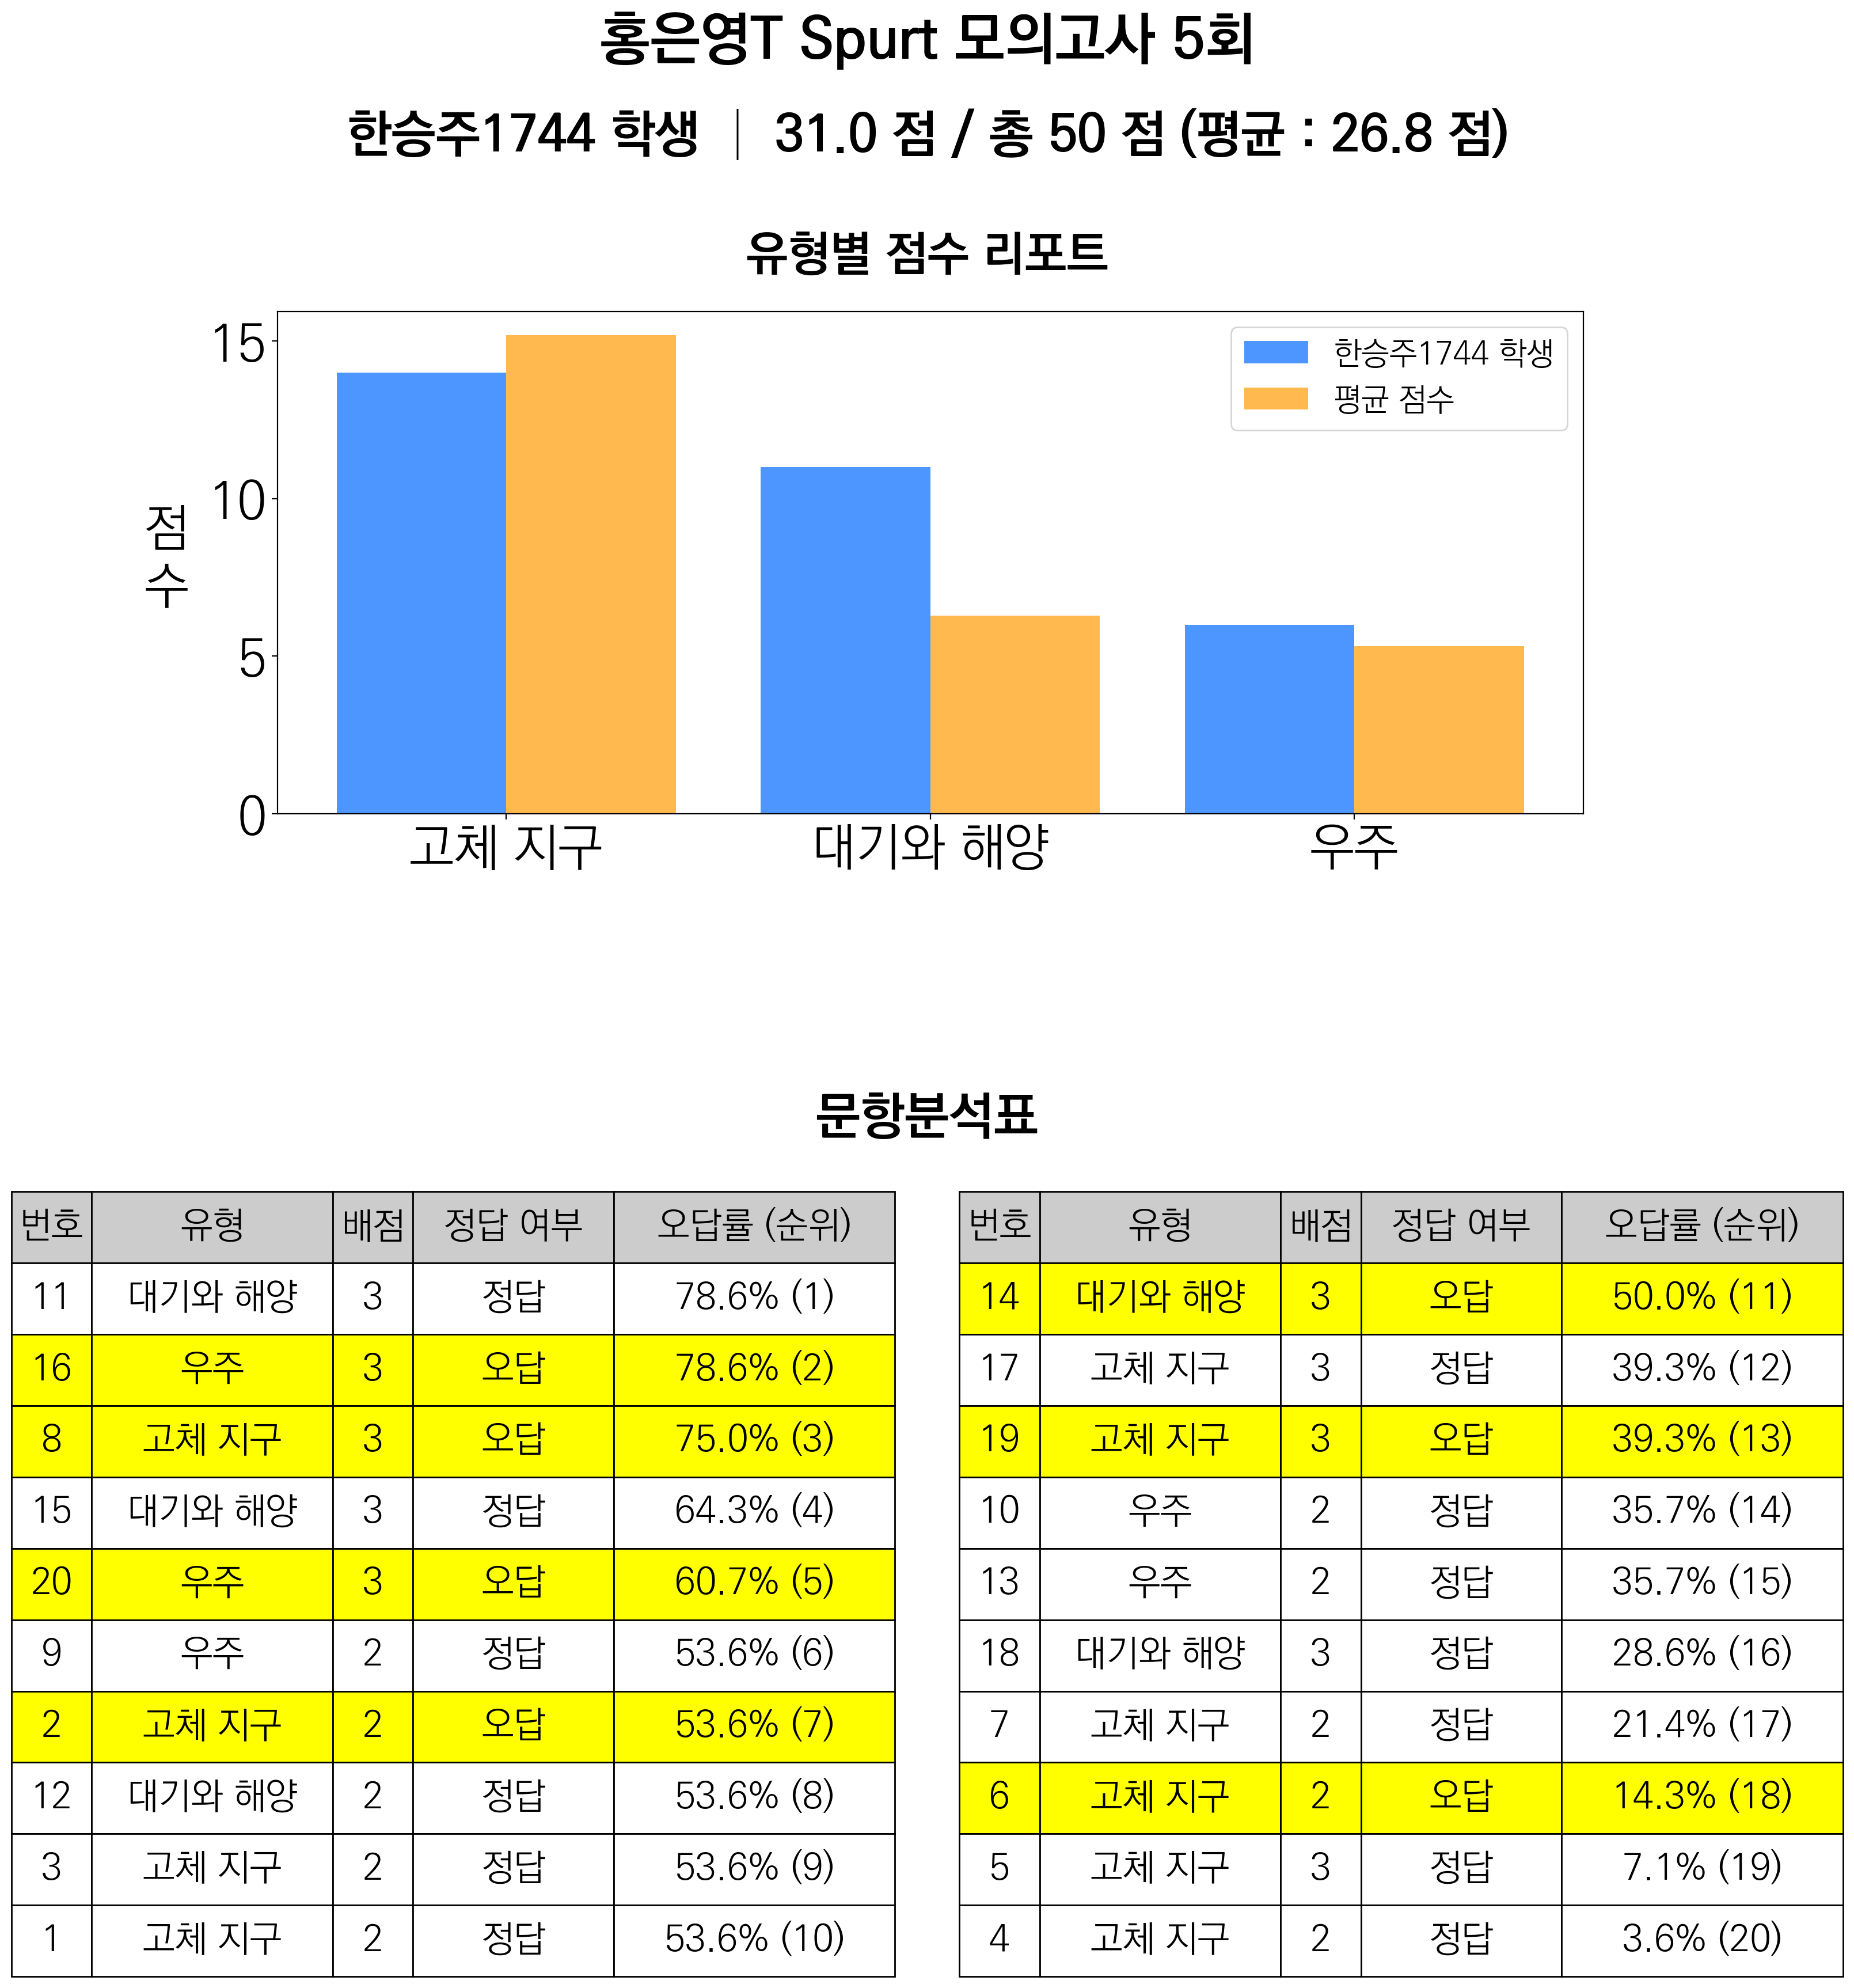 홍은영T Spurt 모의고사 5회
한승주1744 학생 │ 31.0 점 / 총 50 점 (평균 : 26.8 점)
유형별 점수 리포트
한승주1744 학생
평균 점수
점
수
15
10
5
0
고체 지구 대기와 해양 우주
문항분석표
번호 유형 배점 정답 여부 오답률 (순위)
11 대기와 해양 3 정답 78.6% (1)
16 우주 3 오답 78.6% (2)
8 고체 지구 3 오답 75.0% (3)
15 대기와 해양 3 정답 64.3% (4)
20 우주 3 오답 60.7% (5)
9 우주 2 정답 53.6% (6)
2 고체 지구 2 오답 53.6% (7)
12 대기와 해양 2 정답 53.6% (8)
3 고체 지구 2 정답 53.6% (9)
1 고체 지구 2 정답 53.6% (10)
번호 유형 배점 정답 여부 오답률 (순위)
14 대기와 해양 3 오답 50.0% (11)
17 고체 지구 3 정답 39.3% (12)
19 고체 지구 3 오답 39.3% (13)
10 우주 2 정답 35.7% (14)
13 우주 2 정답 35.7% (15)
18 대기와 해양 3 정답 28.6% (16)
7 고체 지구 2 정답 21.4% (17)
6 고체 지구 2 오답 14.3% (18)
5 고체 지구 3 정답 7.1% (19)
4 고체 지구 2 정답 3.6% (20)